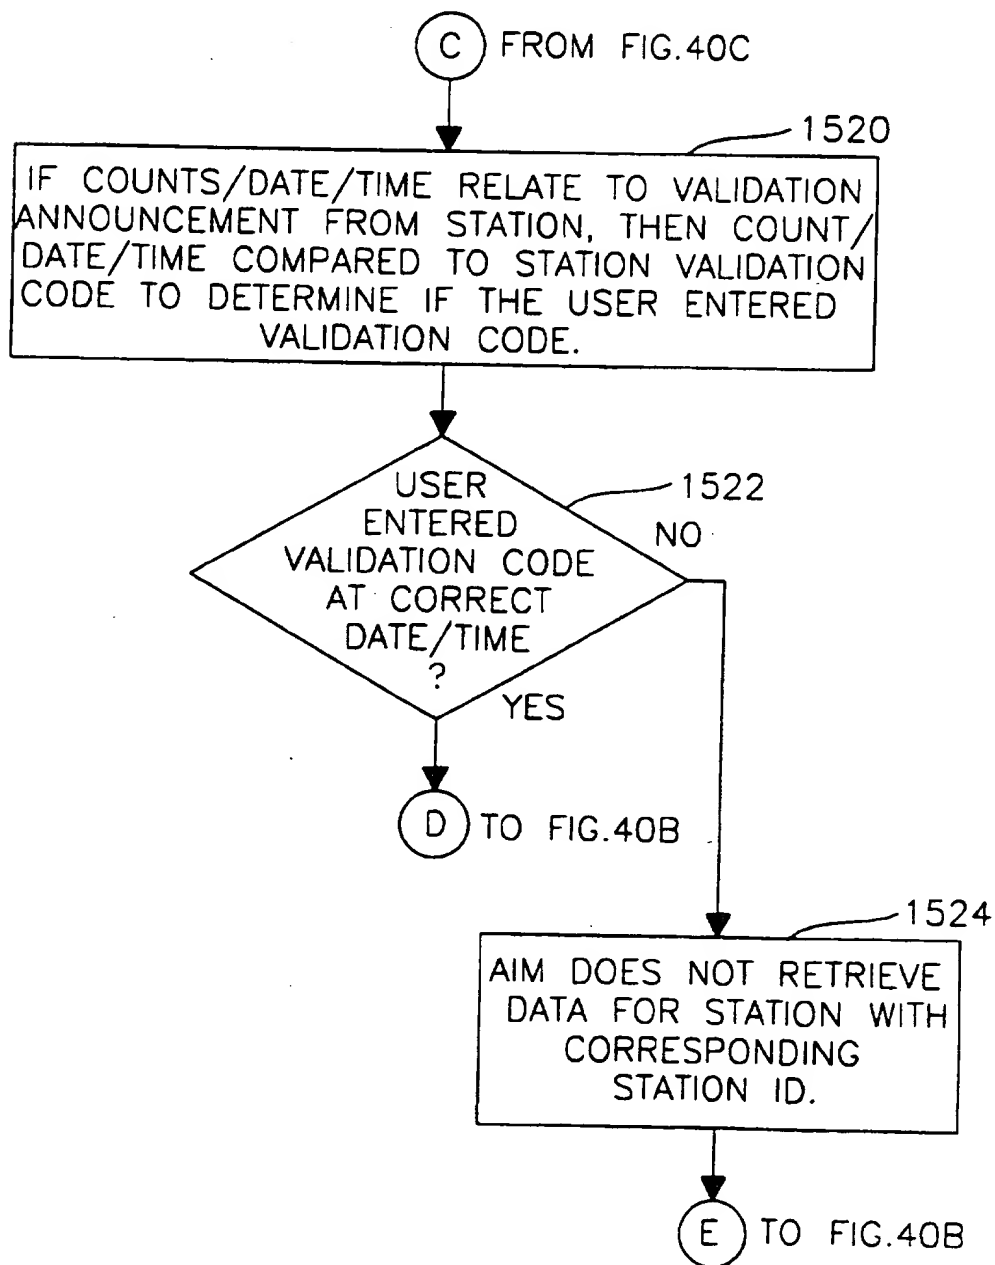 C FROM FIG.40C
1520
IF COUNTS/DATE/TIME RELATE TO VALIDATION
ANNOUNCEMENT FROM STATION, THEN COUNT/
DATE/TIME COMPARED TO STATION VALIDATION
CODE TO DETERMINE IF THE USER ENTERED
VALIDATION CODE.
USER
ENTERED
VALIDATION CODE
AT CORRECT
DATE/TIME
?
1522
NO
YES
D TO FIG.40B
1524
AIM DOES NOT RETRIEVE
DATA FOR STATION WITH
CORRESPONDING
STATION ID.
E TO FIG.40B